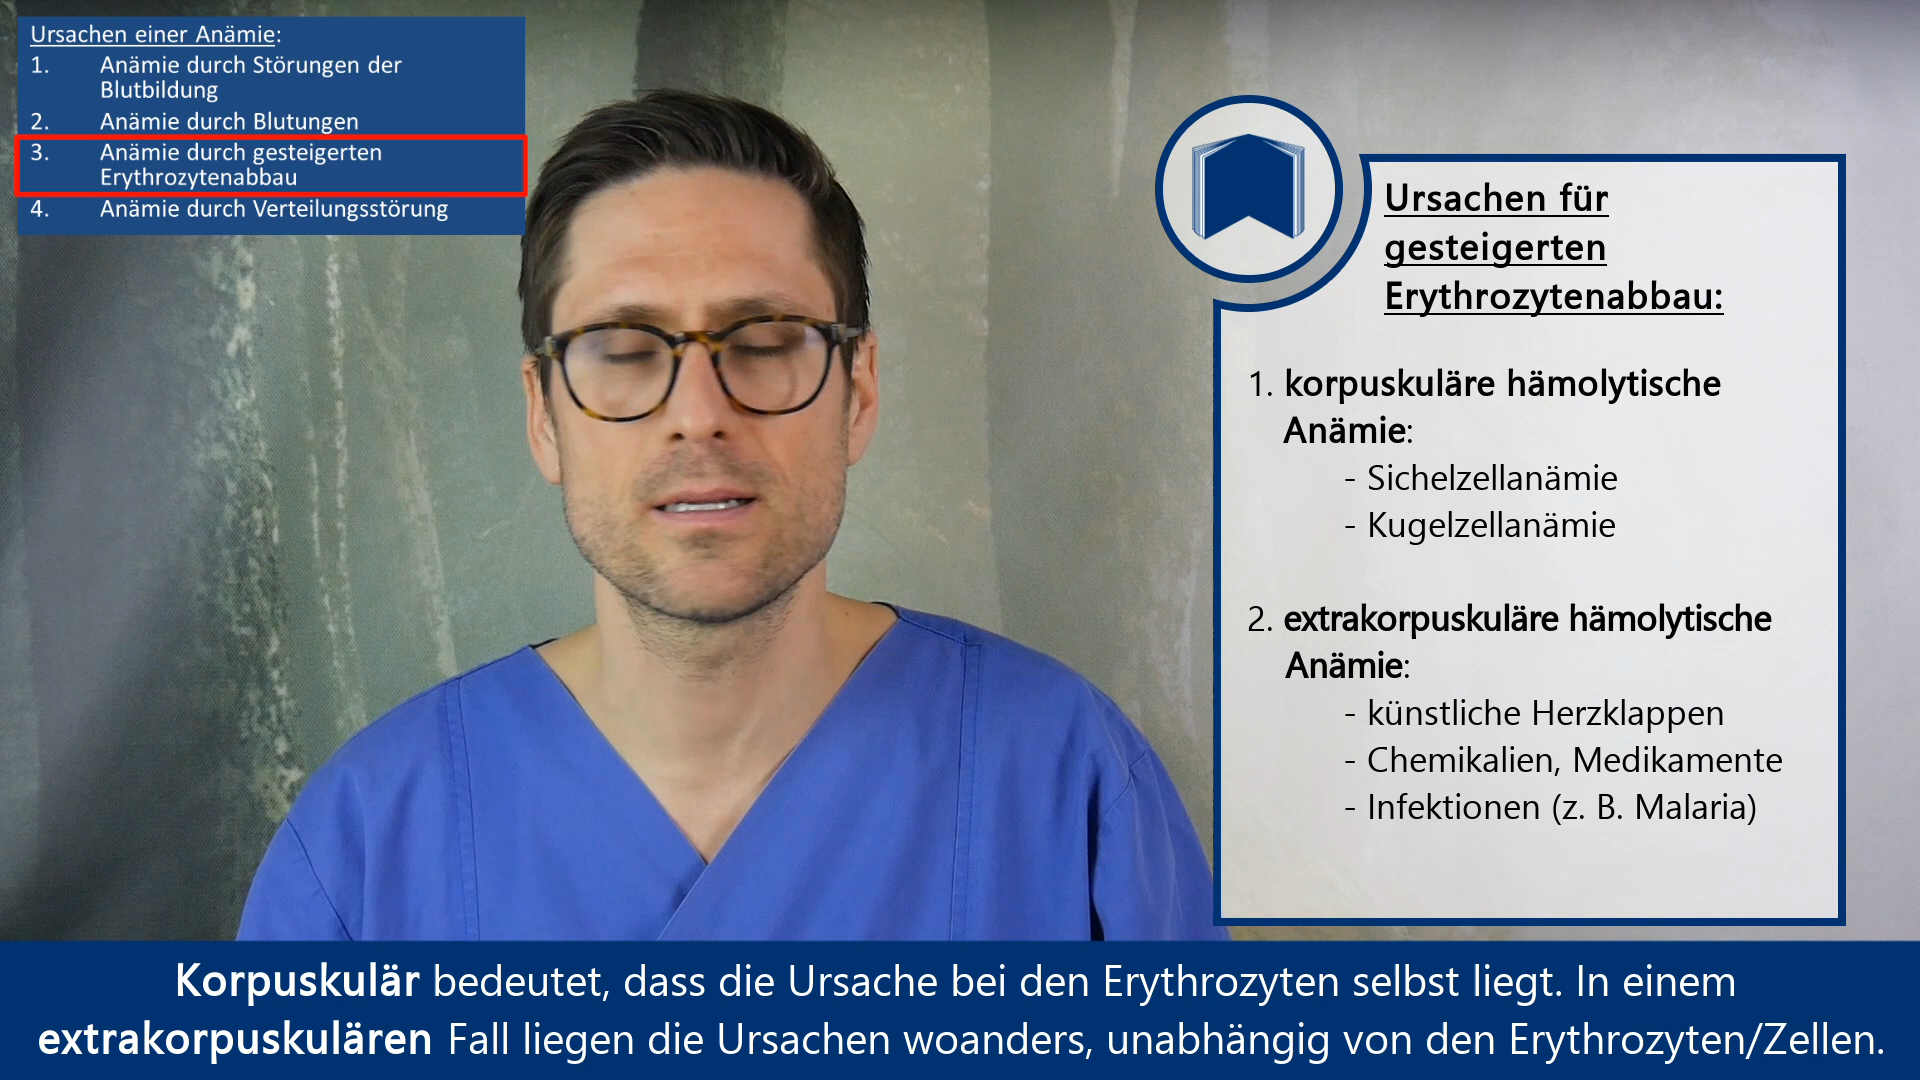 Ursachen einer Anämie:
1. Anämie durch Störungen der
Blutbildung
2. Anämie durch Blutungen
3. Anämie durch gesteigerten
Erythrozytenabbau
4. Anämie durch Verteilungsstörung
Ursachen für
gesteigerten
Erythrozytenabbau:
1. korpuskuläre hämolytische
Anämie:
- Sichelzellanämie
- Kugelzellanämie
2. extrakorpuskuläre hämolytische
Anämie:
- künstliche Herzklappen
- Chemikalien, Medikamente
- Infektionen (z. B. Malaria)
Korpuskulär bedeutet, dass die Ursache bei den Erythrozyten selbst liegt. In einem
extrakorpuskulären Fall liegen die Ursachen woanders, unabhängig von den Erythrozyten/Zellen.